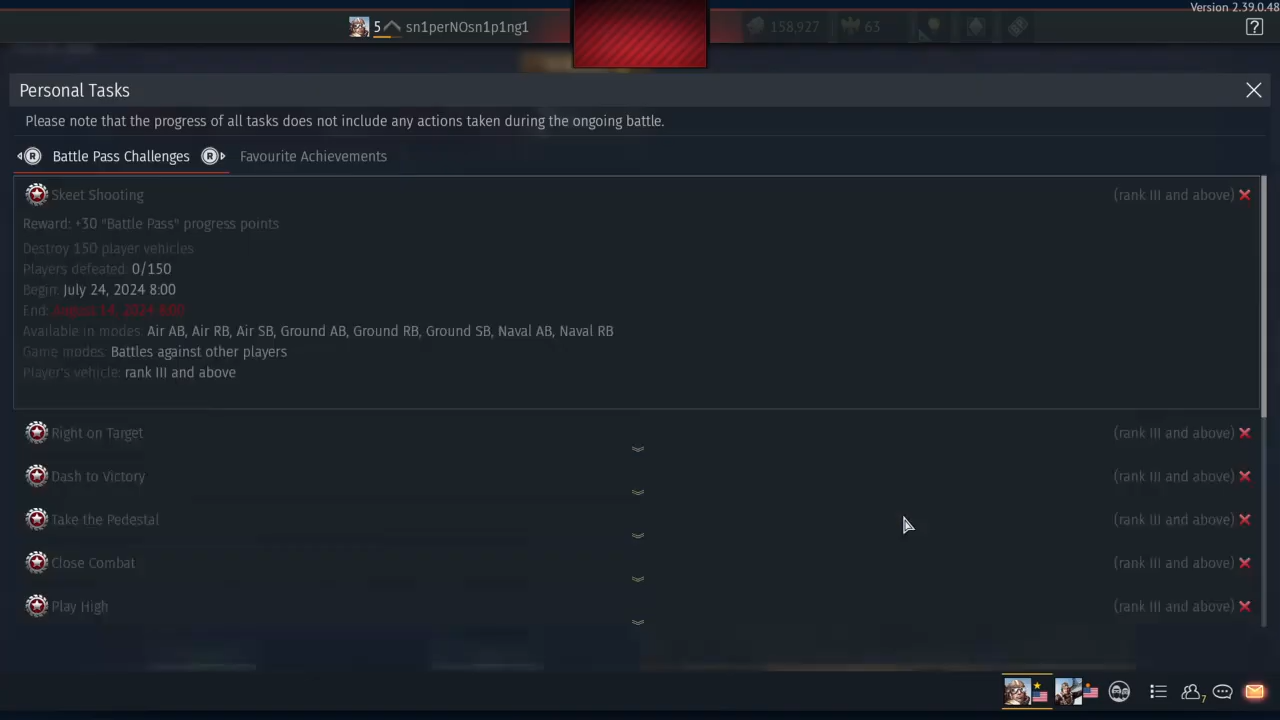 Version 2.39.0.48
5 sn1perNOsn1p1ng1 158,927 63
?
Personal Tasks
Please note that the progress of all tasks does not include any actions taken during the ongoing battle.
R Battle Pass Challenges R Favourite Achievements
Skeet Shooting (rank III and above)
Reward: +30 "Battle Pass" progress points
Destroy 150 player vehicles
Players defeated: 0/150
Begin: July 24, 2024 8:00
End: August 14, 2024 8:00
Available in modes: Air AB, Air RB, Air SB, Ground AB, Ground RB, Ground SB, Naval AB, Naval RB
Game modes: Battles against other players
Player's vehicle: rank III and above
Right on Target (rank III and above)
Dash to Victory (rank III and above)
Take the Pedestal (rank III and above)
Close Combat (rank III and above)
Play High (rank III and above)
7